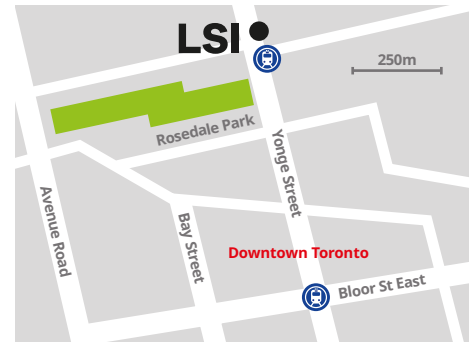 LSI
250m
Rosedale Park
Yonge Street
Avenue Road
Bay Street
Downtown Toronto
Bloor St East